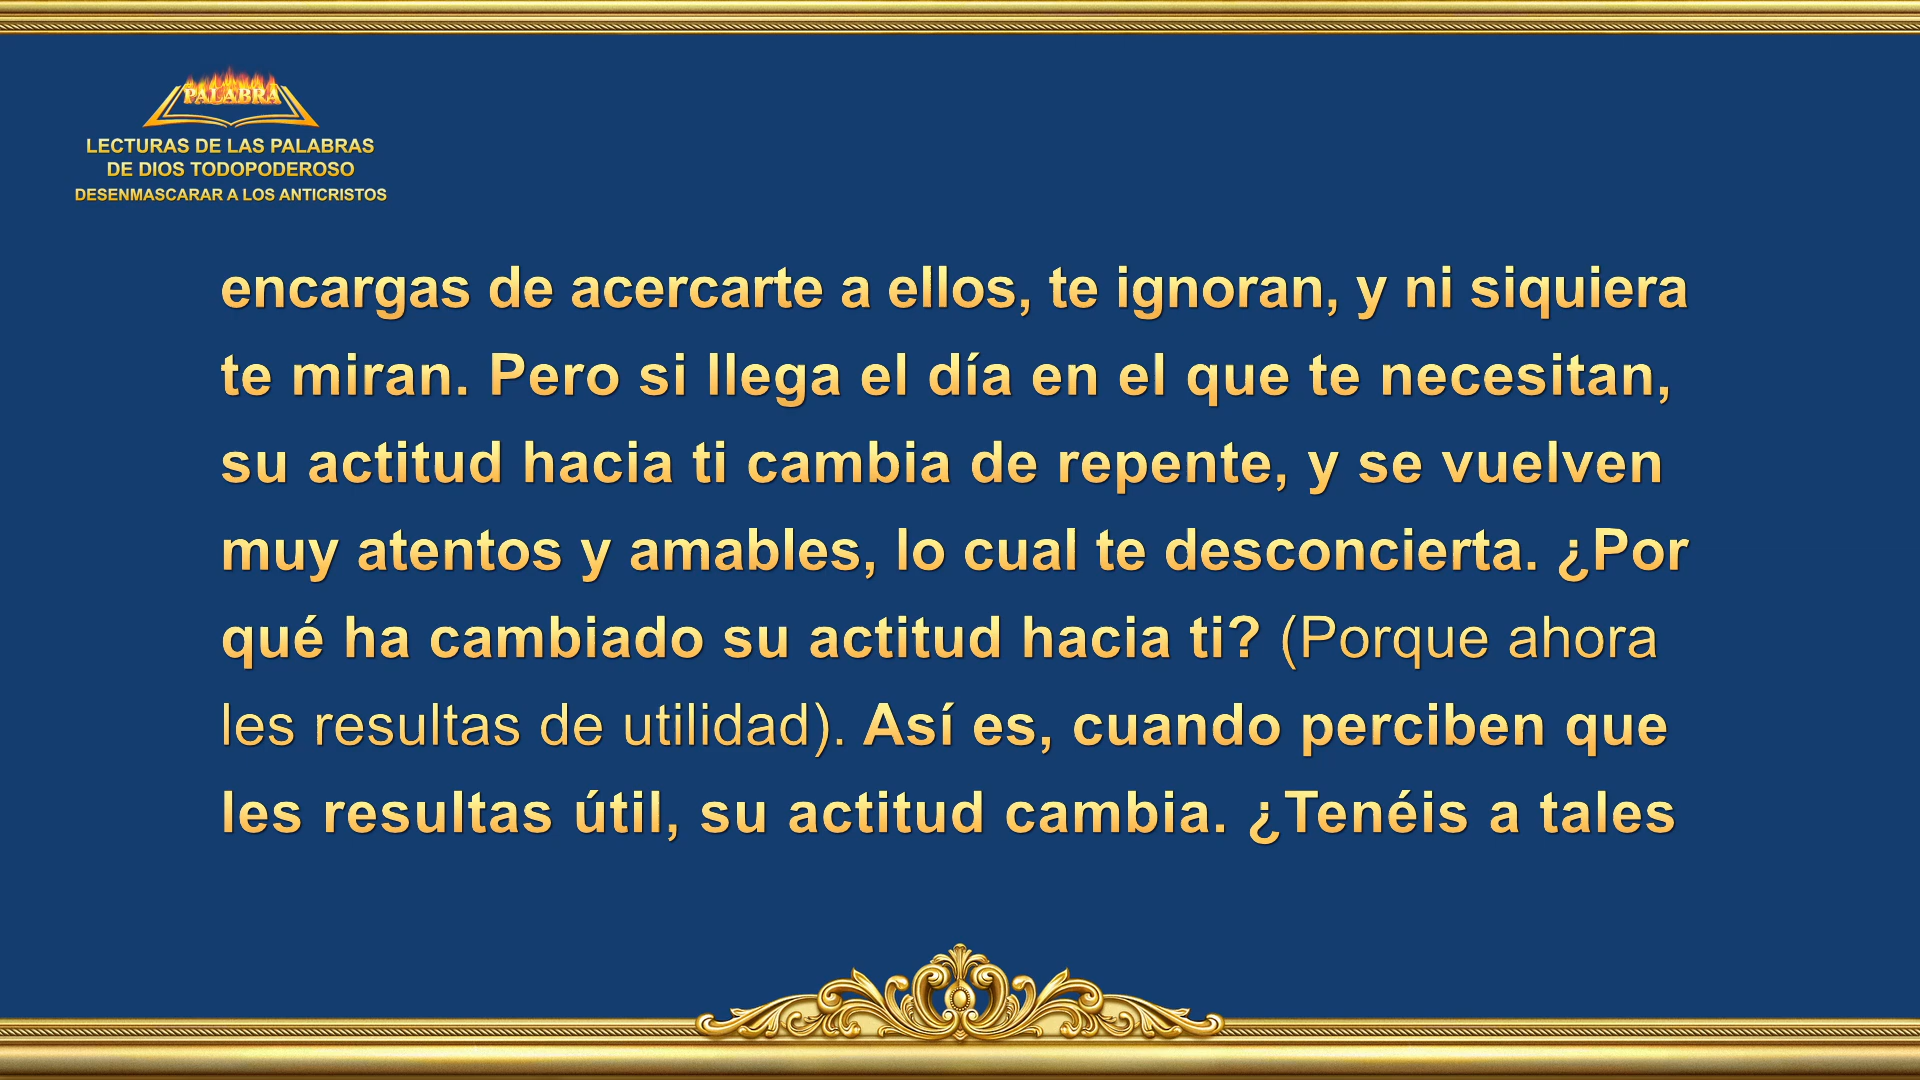 PALABRA
LECTURAS DE LAS PALABRAS
DE DIOS TODOPODEROSO
DESENMASCARAR A LOS ANTICRISTOS
encargas de acercarte a ellos, te ignoran, y ni siquiera
te miran. Pero si llega el día en el que te necesitan,
su actitud hacia ti cambia de repente, y se vuelven
muy atentos y amables, lo cual te desconcierta. ¿Por
qué ha cambiado su actitud hacia ti? (Porque ahora
les resultas de utilidad). Así es, cuando perciben que
les resultas útil, su actitud cambia. ¿Tenéis a tales